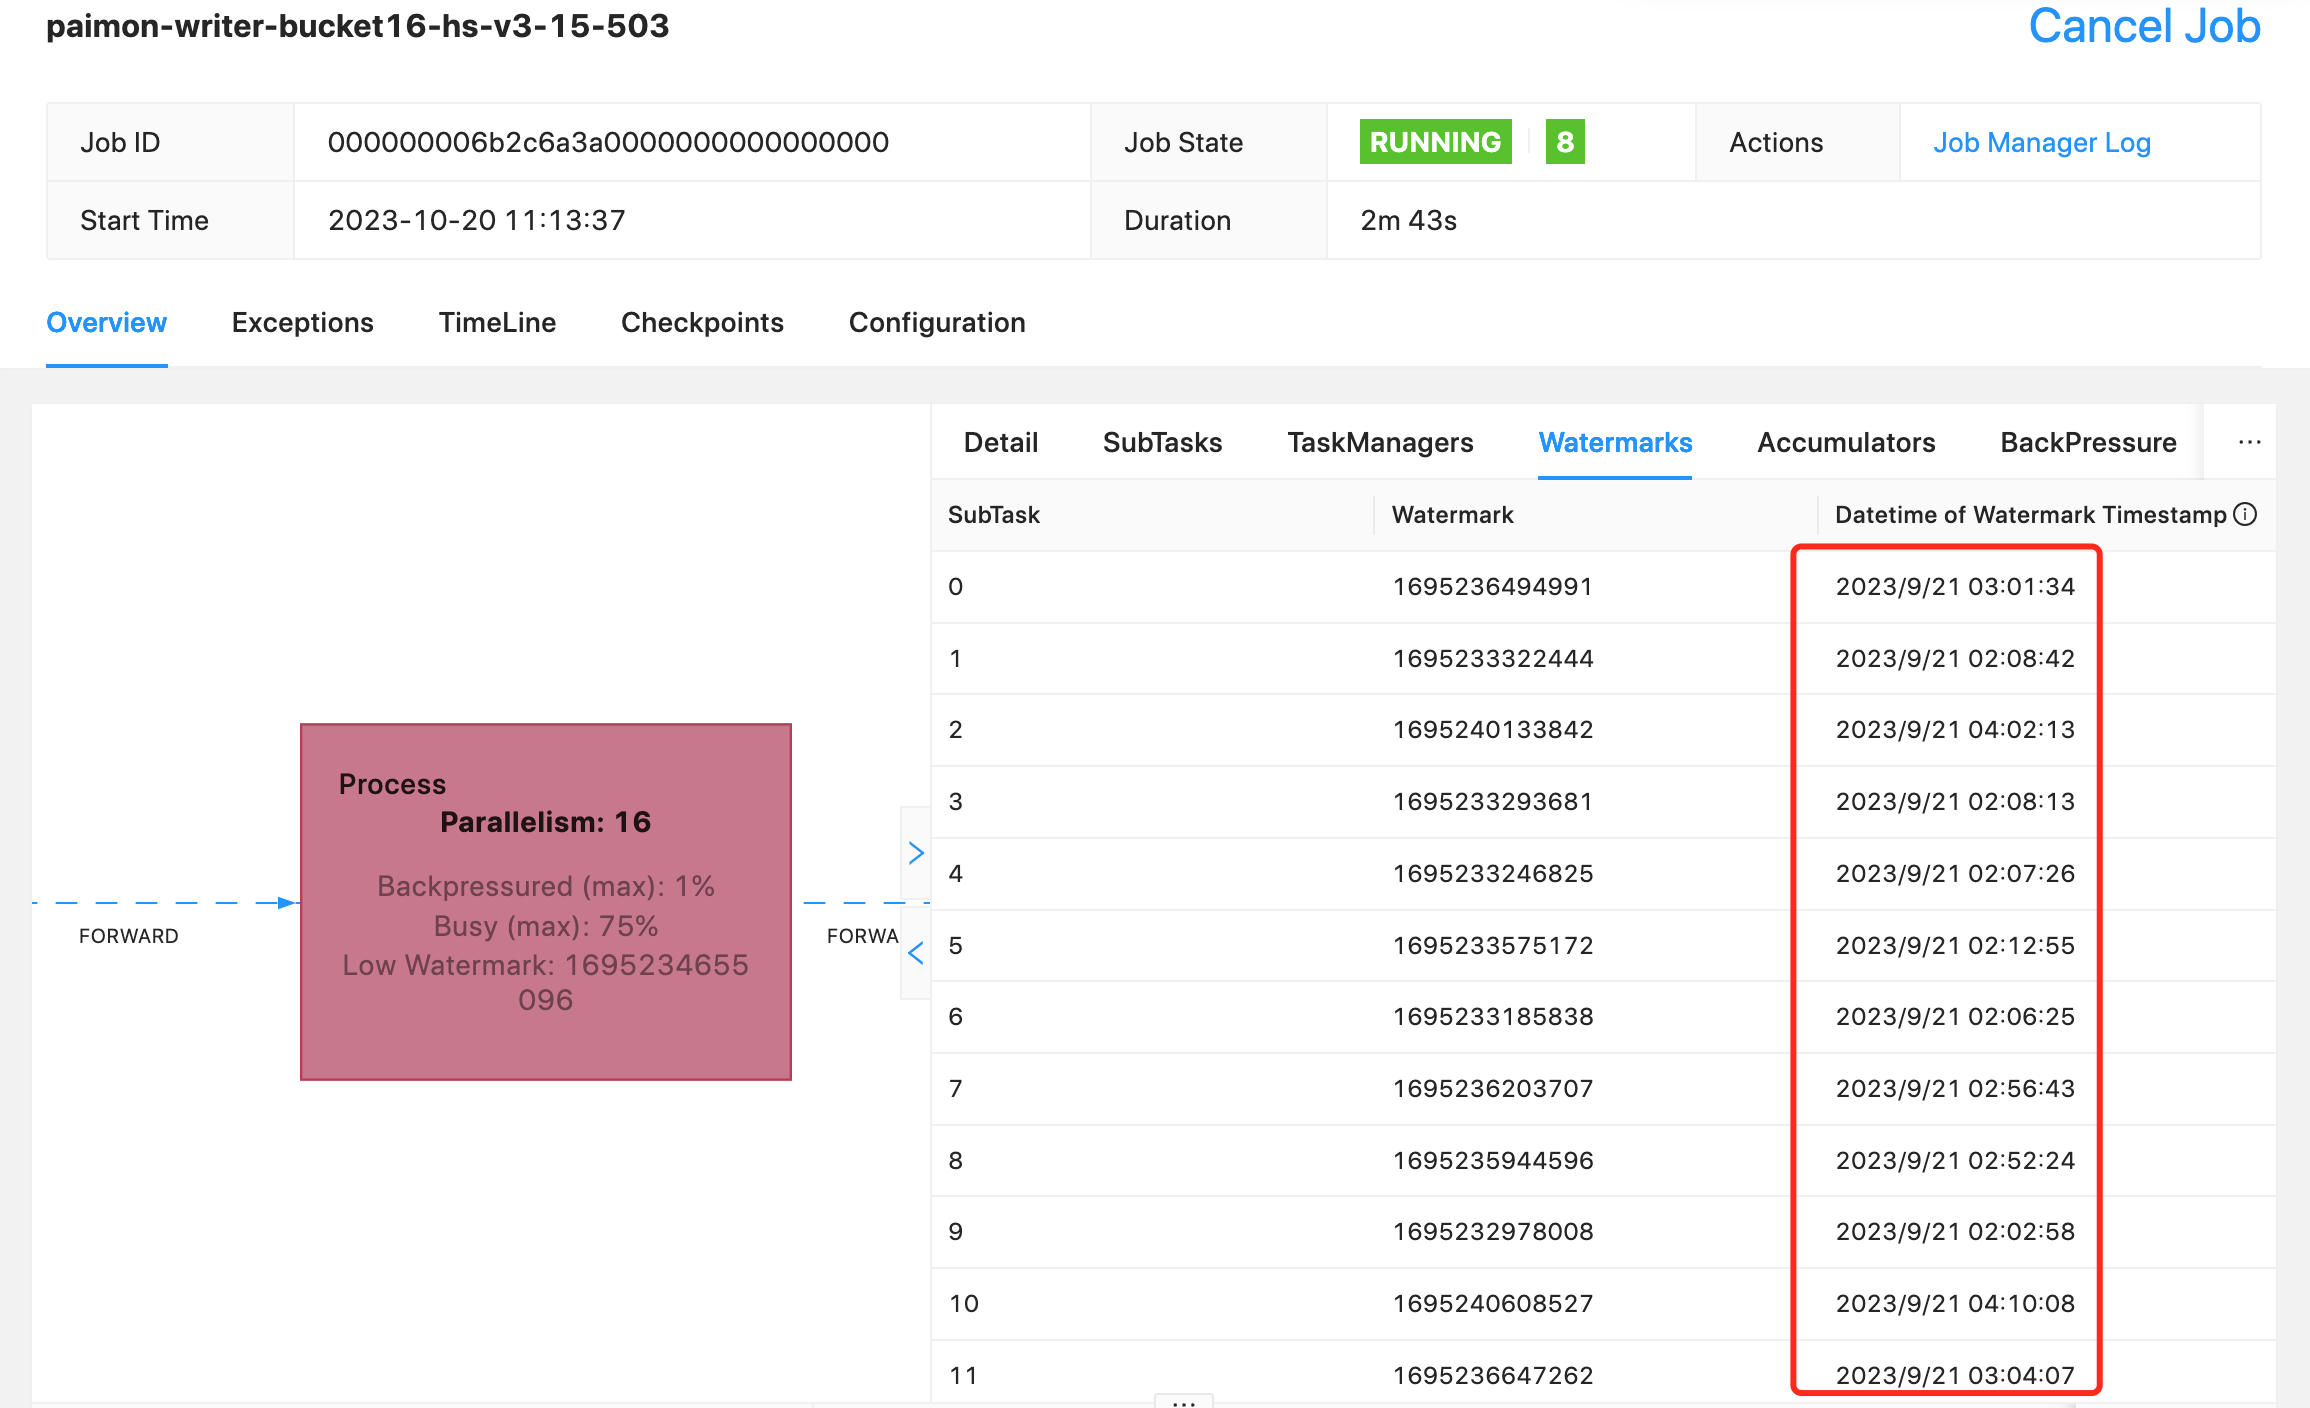 paimon-writer-bucket16-hs-v3-15-503
Cancel Job
Job ID
000000006b2c6a3a0000000000000000
Job State
RUNNING
8
Actions
Job Manager Log
Start Time
2023-10-20 11:13:37
Duration
2m 43s
Overview
Exceptions
TimeLine
Checkpoints
Configuration
Process
Parallelism: 16
Backpressured (max): 1%
Busy (max): 75%
Low Watermark: 1695234655
096
FORWARD
FORWA
Detail
SubTasks
TaskManagers
Watermarks
Accumulators
BackPressure
...
SubTask
Watermark
Datetime of Watermark Timestamp
0
1695236494991
2023/9/21 03:01:34
1
1695233322444
2023/9/21 02:08:42
2
1695240133842
2023/9/21 04:02:13
3
1695233293681
2023/9/21 02:08:13
4
1695233246825
2023/9/21 02:07:26
5
1695233575172
2023/9/21 02:12:55
6
1695233185838
2023/9/21 02:06:25
7
1695236203707
2023/9/21 02:56:43
8
1695235944596
2023/9/21 02:52:24
9
1695232978008
2023/9/21 02:02:58
10
1695240608527
2023/9/21 04:10:08
11
1695236647262
2023/9/21 03:04:07
...